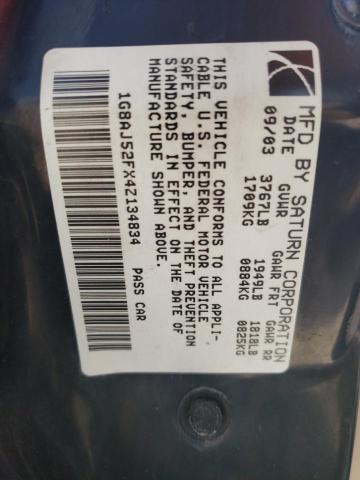 MFD BY SATURN CORPORATION
DATE GVWR GAWR FRT GAWR RR
09/03 3767LB 1949LB 1818LB
1709KG 0884KG 0825KG
THIS VEHICLE CONFORMS TO ALL APPLI-
CABLE U.S. FEDERAL MOTOR VEHICLE
SAFETY, BUMPER, AND THEFT PREVENTION
STANDARDS IN EFFECT ON THE DATE OF
MANUFACTURE SHOWN ABOVE.
1G8AJ52FX4Z134834 PASS CAR